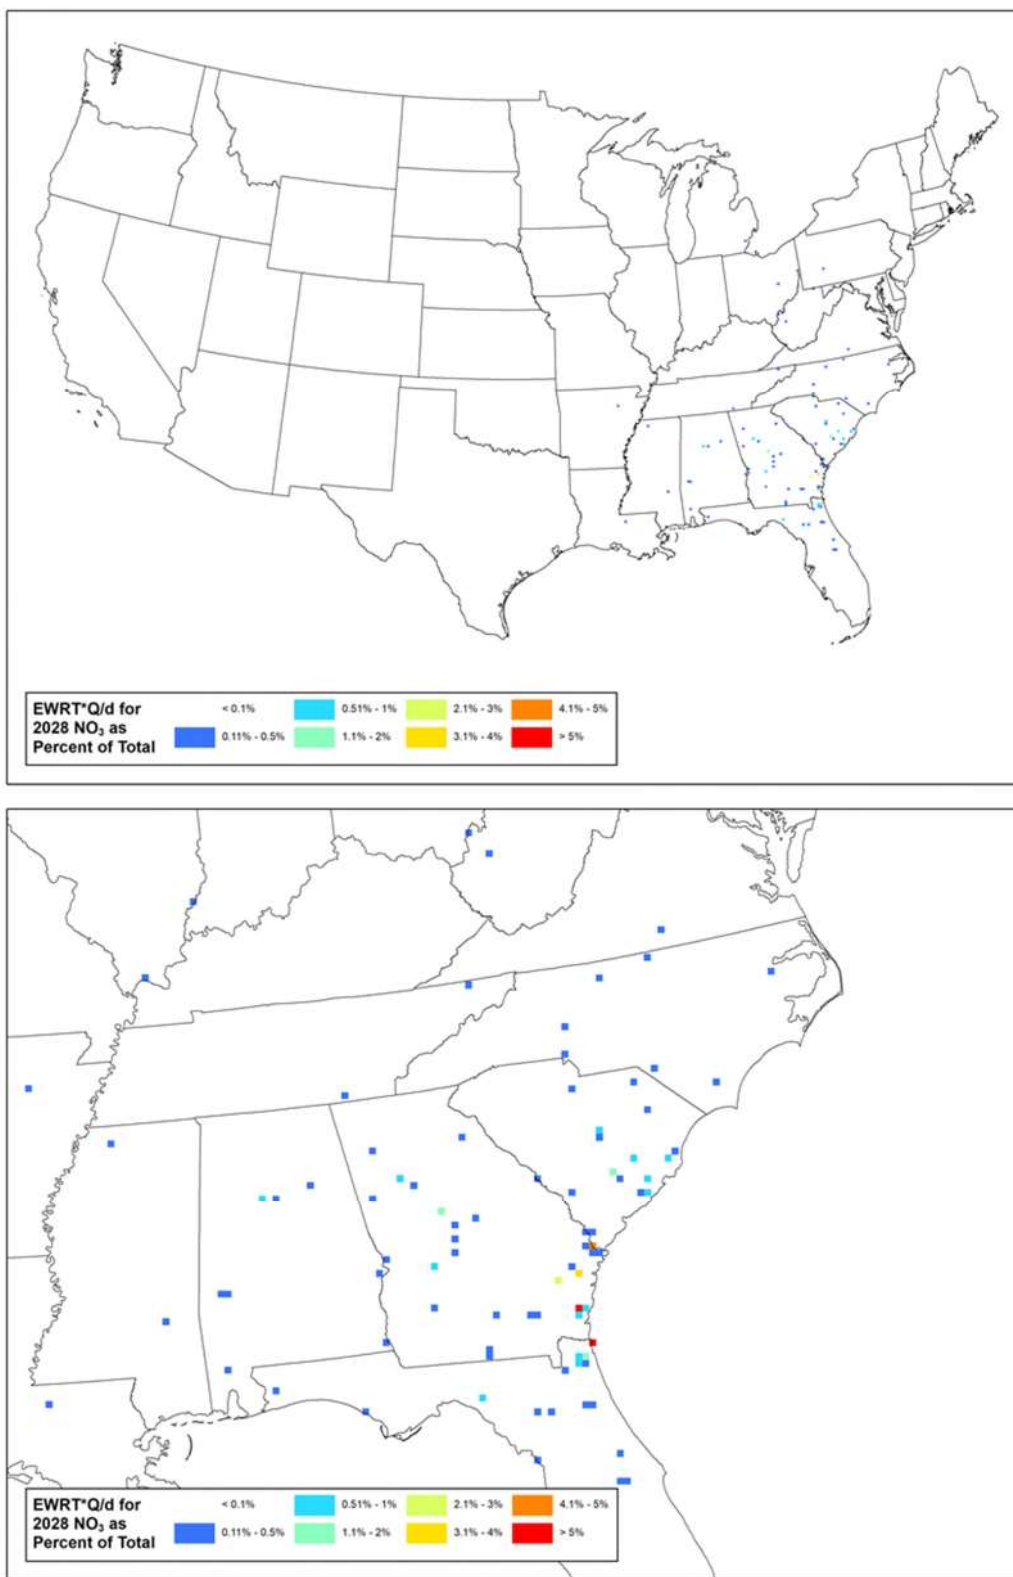 EWRT*Q/d for
2028 NO₃ as
Percent of Total
< 0.1%
0.51% - 1%
2.1% - 3%
4.1% - 5%
0.11% - 0.5%
1.1% - 2%
3.1% - 4%
> 5%
EWRT*Q/d for
2028 NO₃ as
Percent of Total
< 0.1%
0.51% - 1%
2.1% - 3%
4.1% - 5%
0.11% - 0.5%
1.1% - 2%
3.1% - 4%
> 5%